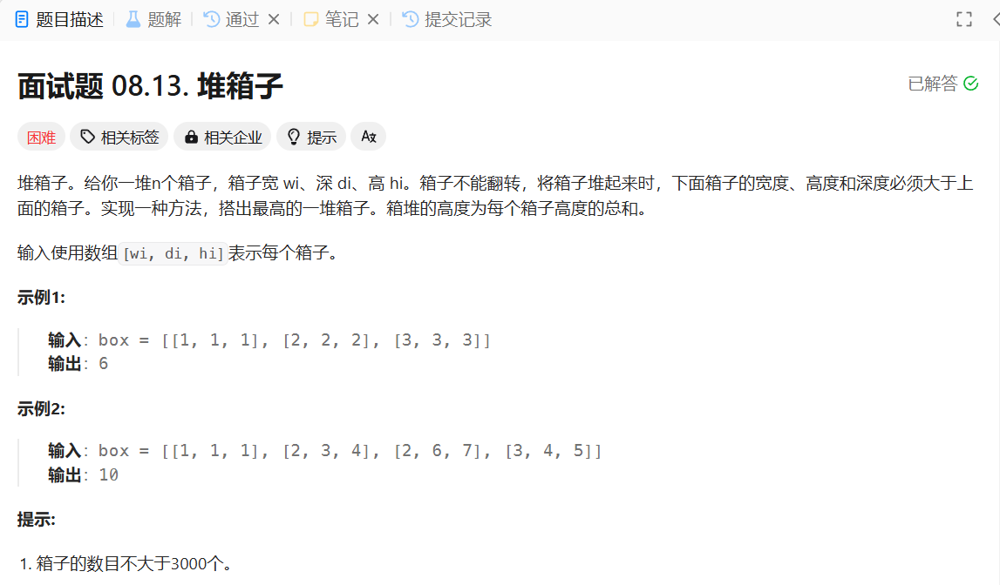 题目描述 题解 通过 笔记 提交记录
面试题 08.13. 堆箱子
已解答
困难 相关标签 相关企业 提示
堆箱子。给你一堆n个箱子，箱子宽 wi、深 di、高 hi。箱子不能翻转，将箱子堆起来时，下面箱子的宽度、高度和深度必须大于上
面的箱子。实现一种方法，搭出最高的一堆箱子。箱堆的高度为每个箱子高度的总和。
输入使用数组[wi, di, hi]表示每个箱子。
示例1:
输入: box = [[1, 1, 1], [2, 2, 2], [3, 3, 3]]
输出: 6
示例2:
输入: box = [[1, 1, 1], [2, 3, 4], [2, 6, 7], [3, 4, 5]]
输出: 10
提示:
1. 箱子的数目不大于3000个。